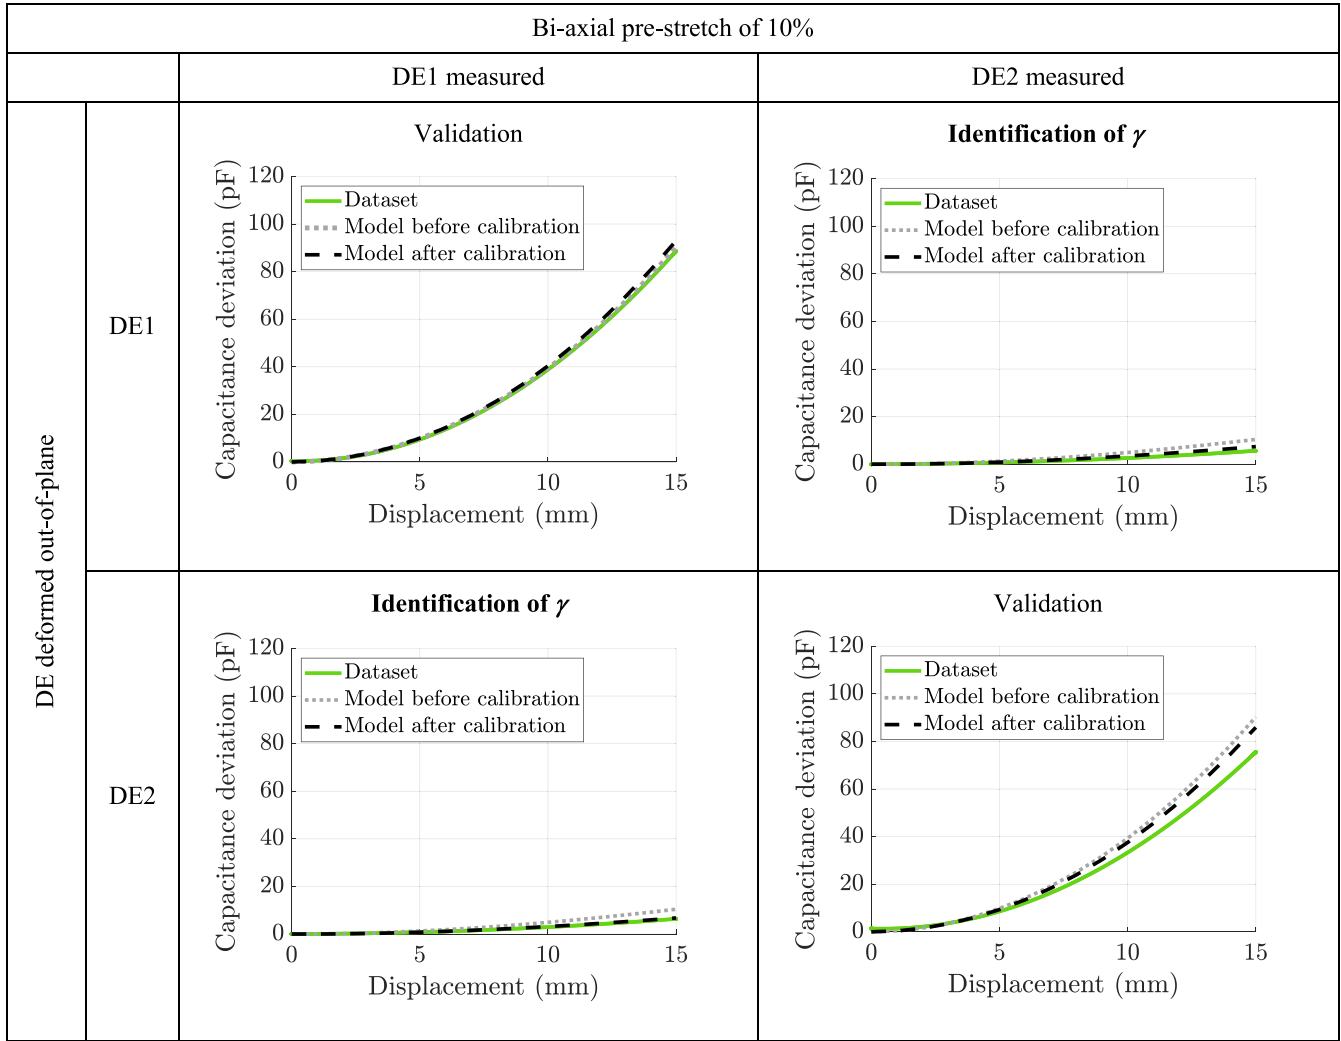 Bi-axial pre-stretch of 10%
DE1 measured
DE2 measured
DE deformed out-of-plane
DE1
Validation
Capacitance deviation (pF)
120
100
80
60
40
20
0
Dataset
Model before calibration
Model after calibration
0 5 10 15
Displacement (mm)
Identification of γ
Capacitance deviation (pF)
120
100
80
60
40
20
0
Dataset
Model before calibration
Model after calibration
0 5 10 15
Displacement (mm)
DE2
Identification of γ
Capacitance deviation (pF)
120
100
80
60
40
20
0
Dataset
Model before calibration
Model after calibration
0 5 10 15
Displacement (mm)
Validation
Capacitance deviation (pF)
120
100
80
60
40
20
0
Dataset
Model before calibration
Model after calibration
0 5 10 15
Displacement (mm)